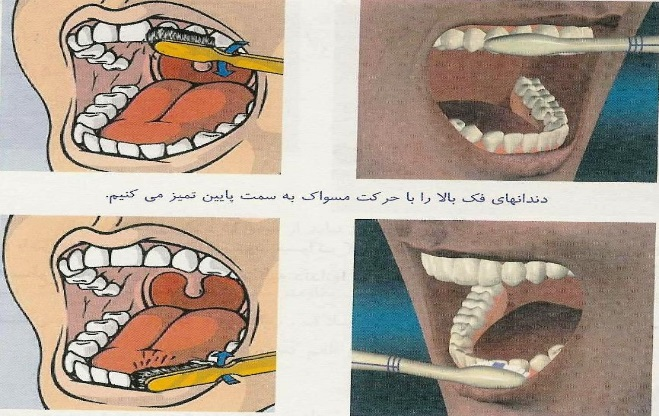 دندانهای فک بالا را با حرکت مسواک به سمت پایین تمیز می کنیم.